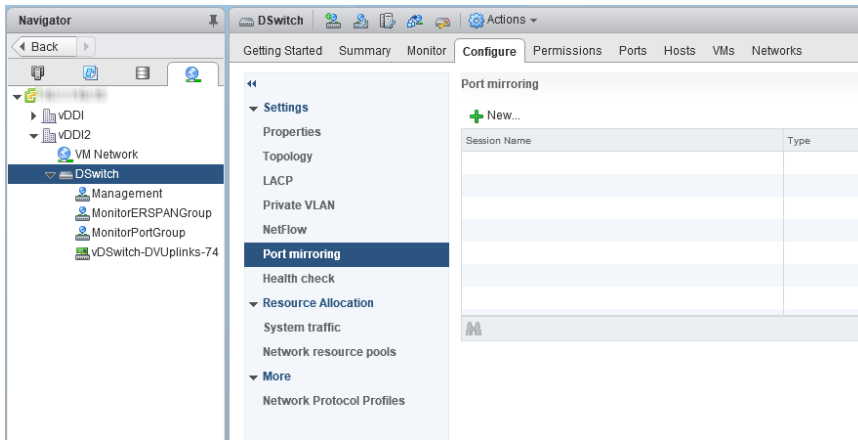 Navigator
Back
vDDI
vDDI2
VM Network
DSwitch
Management
MonitorERSPANGroup
MonitorPortGroup
vDSwitch-DVUplinks-74
DSwitch Actions
Getting Started Summary Monitor Configure Permissions Ports Hosts VMs Networks
Settings
Properties
Topology
LACP
Private VLAN
NetFlow
Port mirroring
Health check
Resource Allocation
System traffic
Network resource pools
More
Network Protocol Profiles
Port mirroring
New...
Session Name Type